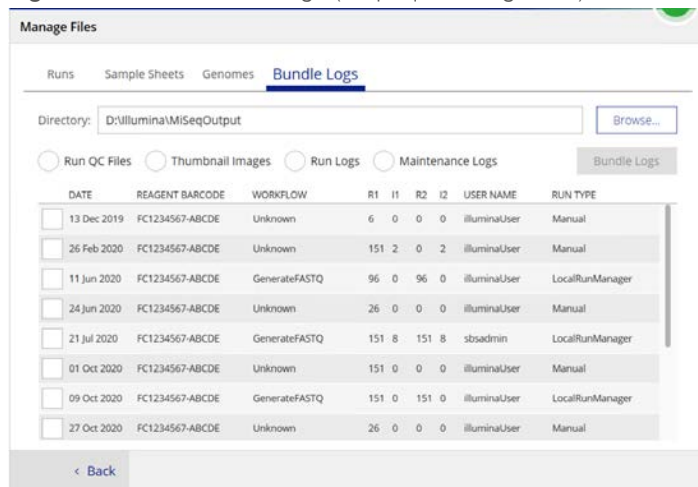 Manage Files
Runs Sample Sheets Genomes Bundle Logs
Directory: D:\Illumina\MiSeqOutput Browse...
Run QC Files Thumbnail Images Run Logs Maintenance Logs Bundle Logs
DATE REAGENT BARCODE WORKFLOW R1 I1 R2 I2 USER NAME RUN TYPE
13 Dec 2019 FC1234567-ABCDE Unknown 6 0 0 0 illuminaUser Manual
26 Feb 2020 FC1234567-ABCDE Unknown 151 2 0 2 illuminaUser Manual
11 Jun 2020 FC1234567-ABCDE GenerateFASTQ 96 0 96 0 illuminaUser LocalRunManager
24 Jun 2020 FC1234567-ABCDE Unknown 26 0 0 0 illuminaUser Manual
21 Jul 2020 FC1234567-ABCDE GenerateFASTQ 151 8 151 8 sbsadmin LocalRunManager
01 Oct 2020 FC1234567-ABCDE Unknown 151 0 0 0 illuminaUser Manual
09 Oct 2020 FC1234567-ABCDE GenerateFASTQ 151 0 151 0 illuminaUser LocalRunManager
27 Oct 2020 FC1234567-ABCDE Unknown 26 0 0 0 illuminaUser Manual
< Back